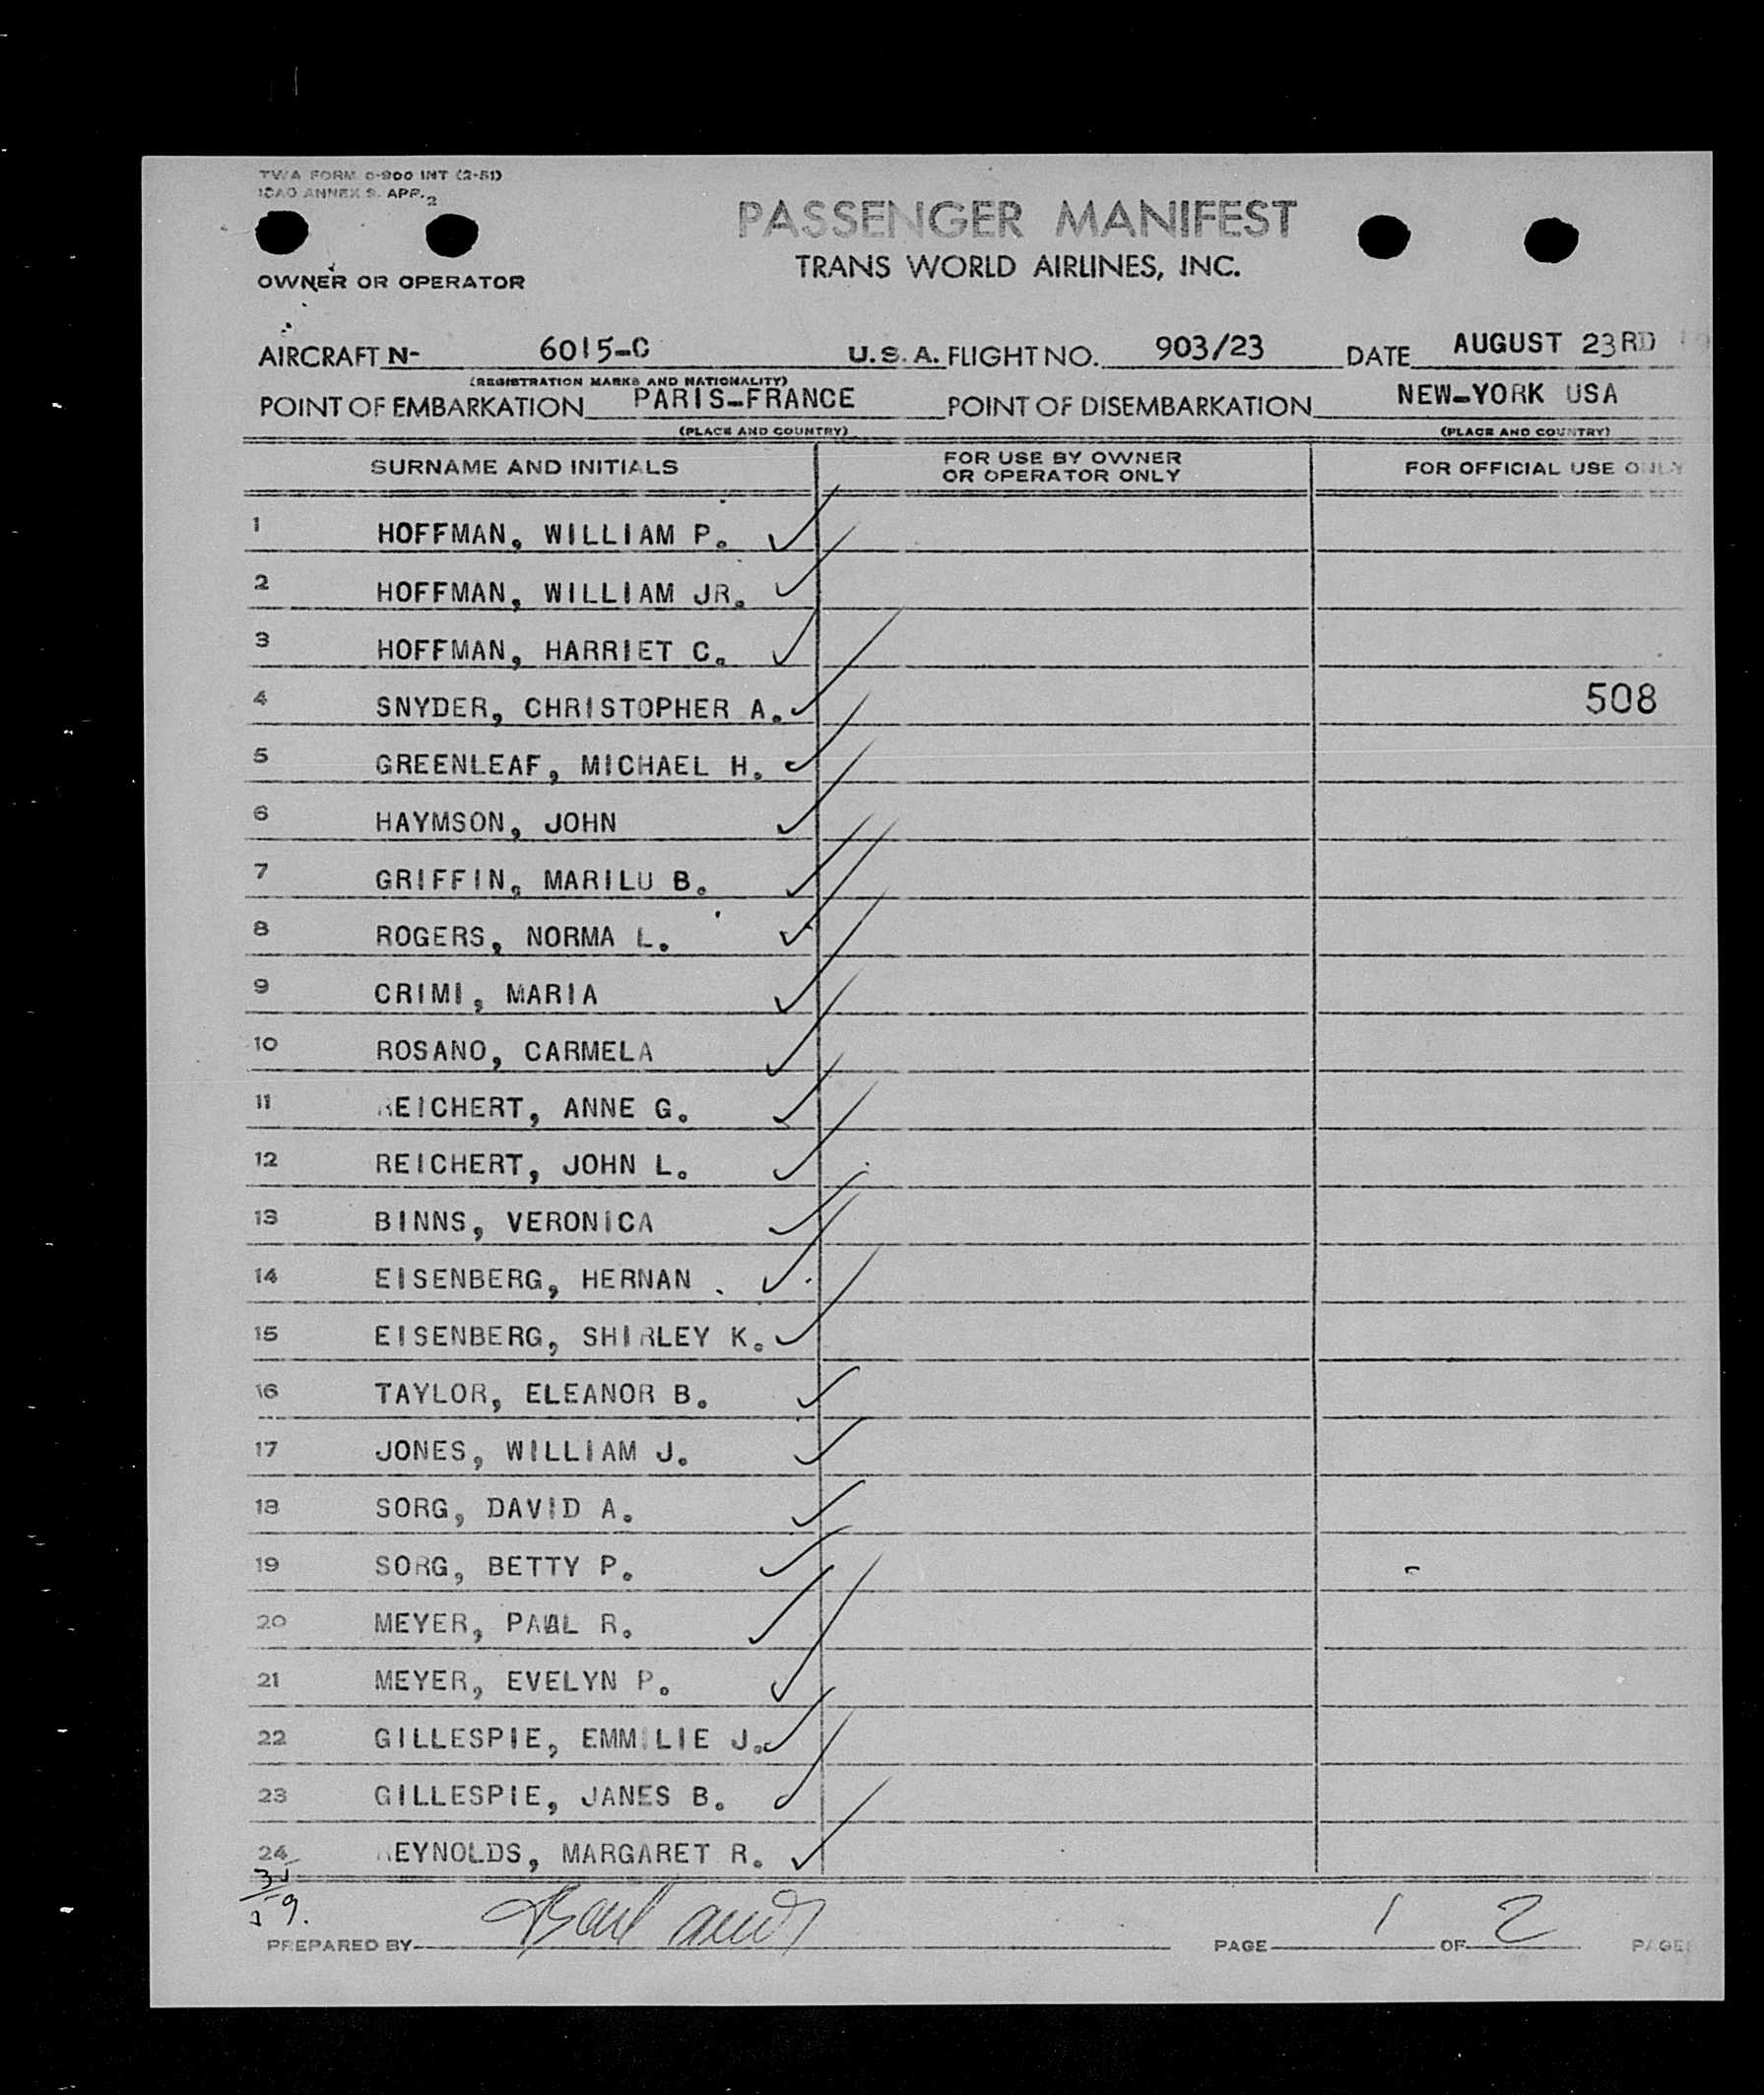 TWA FORM O-900 INT (2-51)
ICAO ANNEX 9. APP. 2
PASSENGER MANIFEST
TRANS WORLD AIRLINES, INC.
OWNER OR OPERATOR
AIRCRAFT N- 6015-C U.S.A. FLIGHT NO. 903/23 DATE AUGUST 23RD
(REGISTRATION MARKS AND NATIONALITY)
POINT OF EMBARKATION PARIS-FRANCE POINT OF DISEMBARKATION NEW-YORK USA
(PLACE AND COUNTRY) (PLACE AND COUNTRY)
SURNAME AND INITIALS FOR USE BY OWNER OR OPERATOR ONLY FOR OFFICIAL USE ONLY
1 HOFFMAN, WILLIAM P. ✓
2 HOFFMAN, WILLIAM JR. ✓
3 HOFFMAN, HARRIET C. ✓
4 SNYDER, CHRISTOPHER A. ✓ 508
5 GREENLEAF, MICHAEL H. ✓
6 HAYMSON, JOHN ✓
7 GRIFFIN, MARILU B. ✓
8 ROGERS, NORMA L. ✓
9 CRIMI, MARIA ✓
10 ROSANO, CARMELA ✓
11 REICHERT, ANNE G. ✓
12 REICHERT, JOHN L. ✓
13 BINNS, VERONICA ✓
14 EISENBERG, HERNAN ✓
15 EISENBERG, SHIRLEY K. ✓
16 TAYLOR, ELEANOR B. ✓
17 JONES, WILLIAM J. ✓
18 SORG, DAVID A. ✓
19 SORG, BETTY P. ✓
20 MEYER, PAUL R. ✓
21 MEYER, EVELYN P. ✓
22 GILLESPIE, EMMILIE J. ✓
23 GILLESPIE, JANES B. ✓
24 REYNOLDS, MARGARET R. ✓
PREPARED BY PAGE 1 OF 2 PAGES